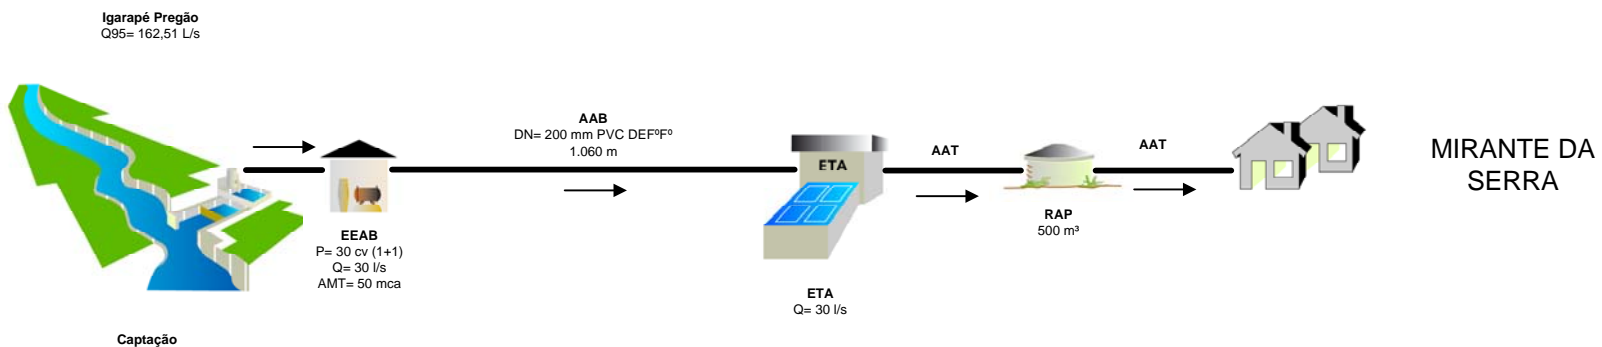 Igarapé Pregão
Q95= 162,51 L/s
AAB
DN= 200 mm PVC DEFºFº
1.060 m
AAT
AAT
ETA
MIRANTE DA
SERRA
RAP
500 m³
EEAB
P= 30 cv (1+1)
Q= 30 l/s
AMT= 50 mca
ETA
Q= 30 l/s
Captação